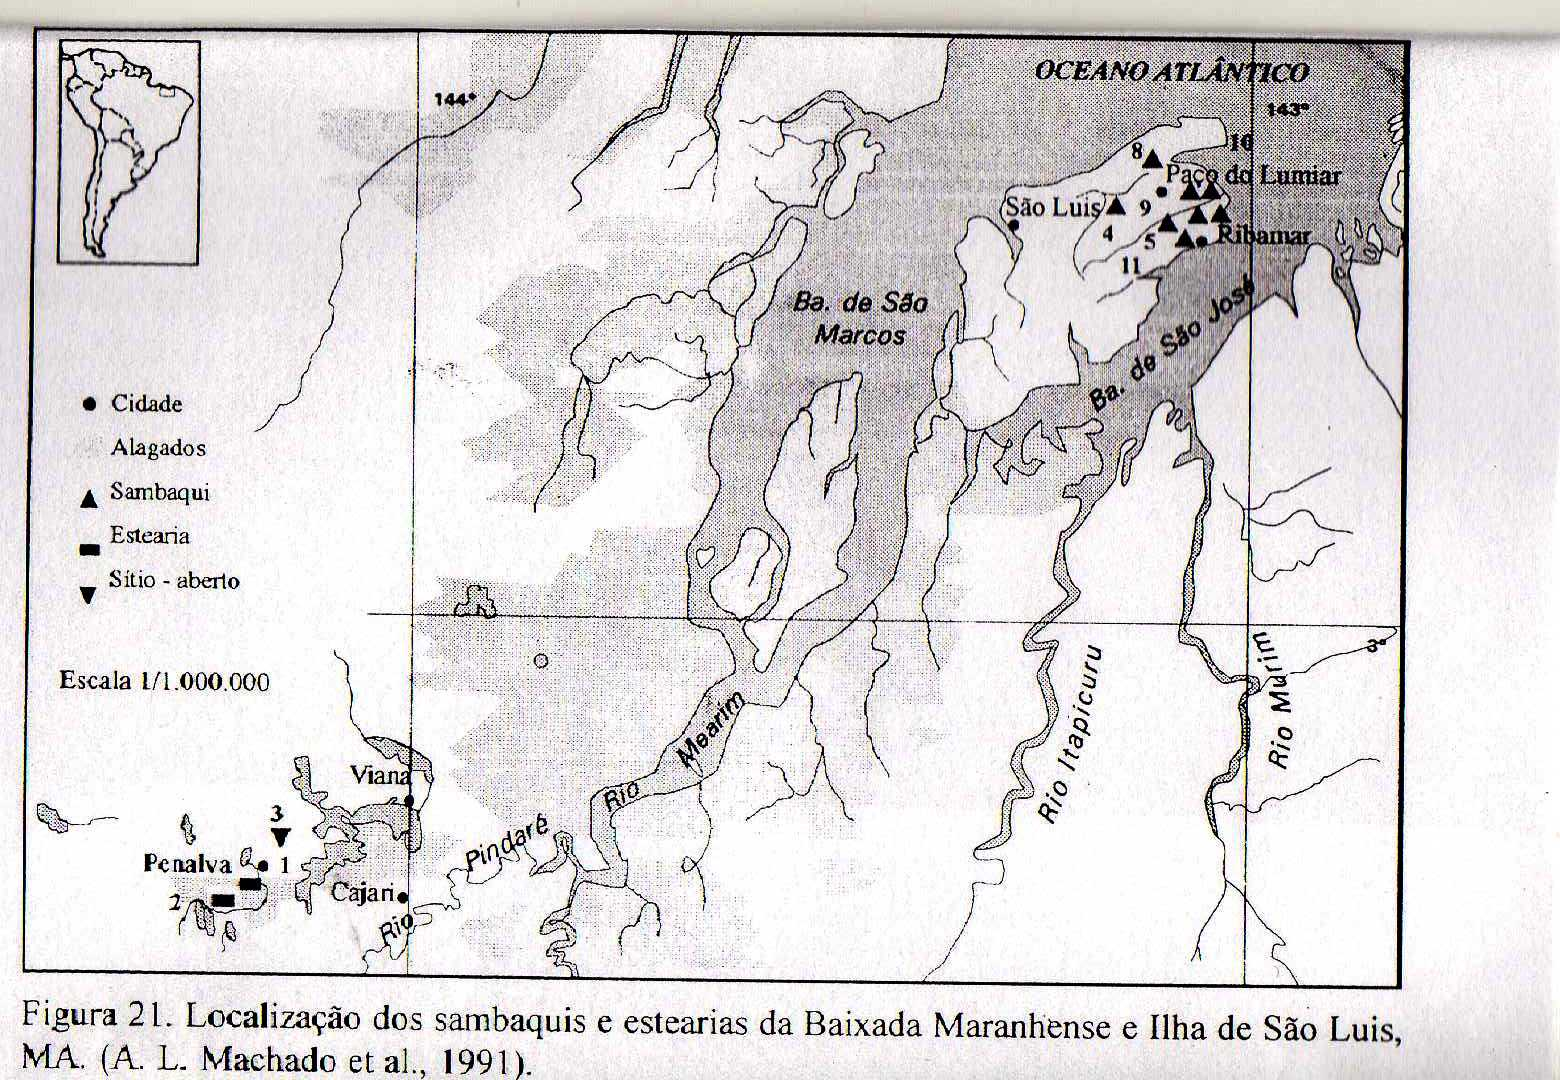 OCEANO ATLÂNTICO
144°
143°
8
10
Paço do Lumiar
São Luis
9
4
5
Ribamar
11
Ba. de São
Marcos
Ba. de São José
Cidade
Alagados
Sambaqui
Estearia
Sítio - aberto
3°
Escala 1/1.000.000
Rio Mearim
Rio Itapicuru
Rio Murim
Viana
3
Penalva
1
2
Cajari
Rio Pindaré
Figura 21. Localização dos sambaquis e estearias da Baixada Maranhense e Ilha de São Luis,
MA. (A. L. Machado et al., 1991).